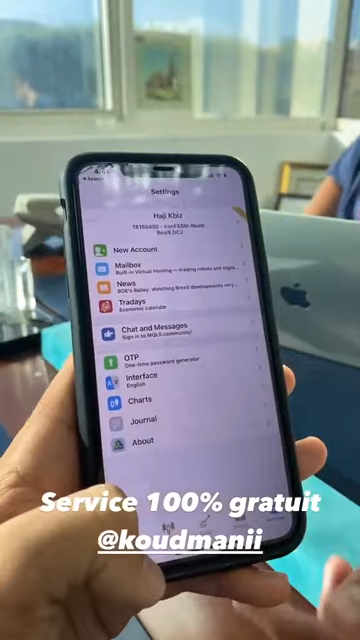 Search
Settings
Haji Kbiz
New Account
Mailbox
Built-in Virtual Hosting — trading robots and signa...
News
BOE's Bailey: Watching Brexit developments very...
Tradays
Economic calendar
Chat and Messages
Sign in to MQL5.community!
OTP
One-time password generator
Interface
English
Charts
Journal
About
Service 100% gratuit
@koudmanii